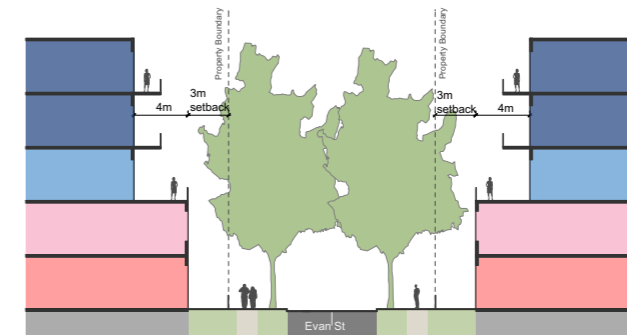 Property Boundary
Property Boundary
3m
setback
4m
3m
setback
4m
Evan St